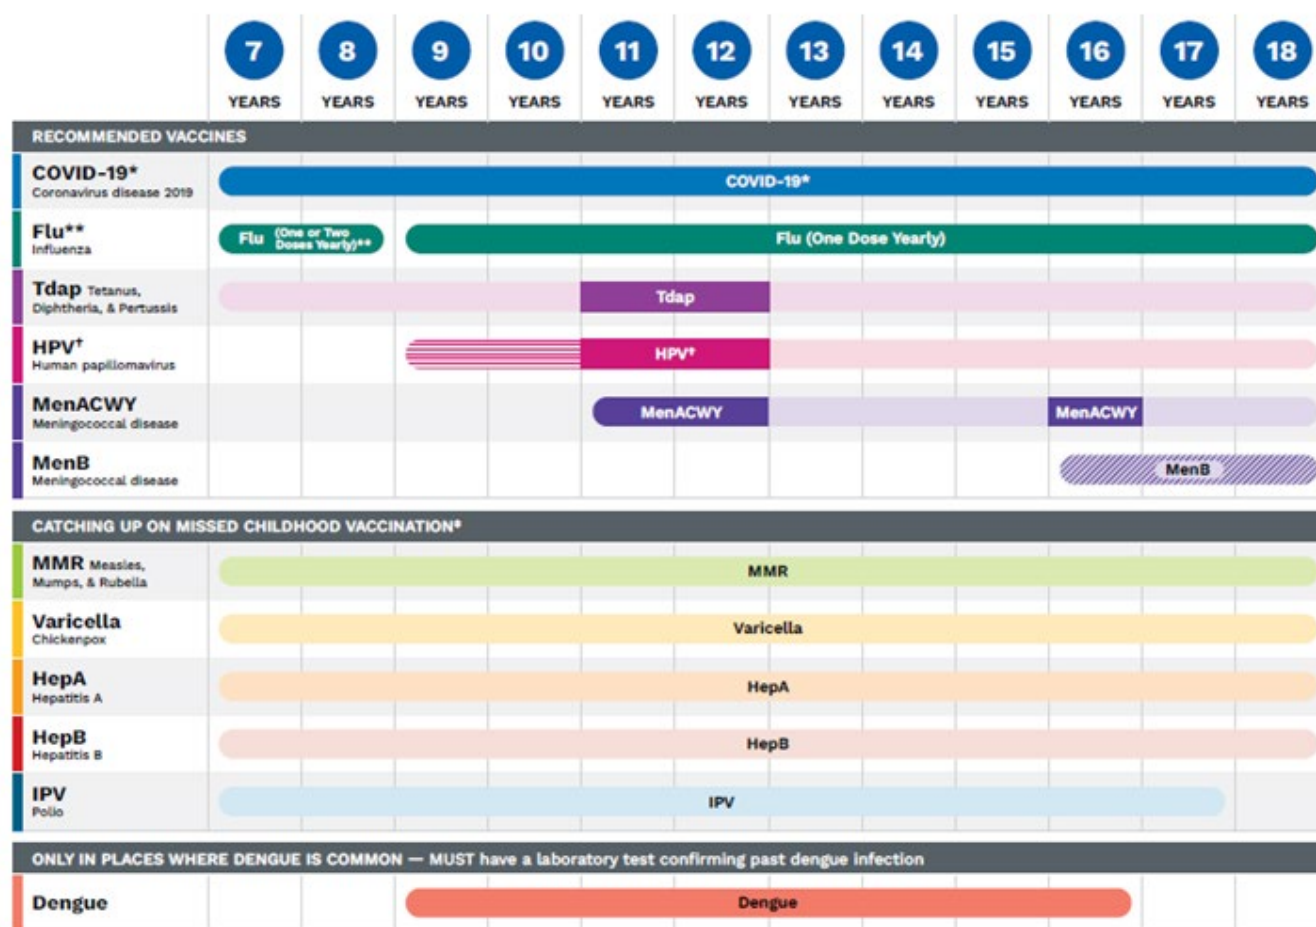 7 8 9 10 11 12 13 14 15 16 17 18
YEARS YEARS YEARS YEARS YEARS YEARS YEARS YEARS YEARS YEARS YEARS YEARS
RECOMMENDED VACCINES
COVID-19*
Coronavirus disease 2019
COVID-19*
Flu**
Influenza
Flu (One or Two
Doses Yearly)**
Flu (One Dose Yearly)
Tdap Tetanus,
Diphtheria, & Pertussis
Tdap
HPV†
Human papillomavirus
HPV†
MenACWY
Meningococcal disease
MenACWY
MenACWY
MenB
Meningococcal disease
MenB
CATCHING UP ON MISSED CHILDHOOD VACCINATION‡
MMR Measles,
Mumps, & Rubella
MMR
Varicella
Chickenpox
Varicella
HepA
Hepatitis A
HepA
HepB
Hepatitis B
HepB
IPV
Polio
IPV
ONLY IN PLACES WHERE DENGUE IS COMMON — MUST have a laboratory test confirming past dengue infection
Dengue
Dengue